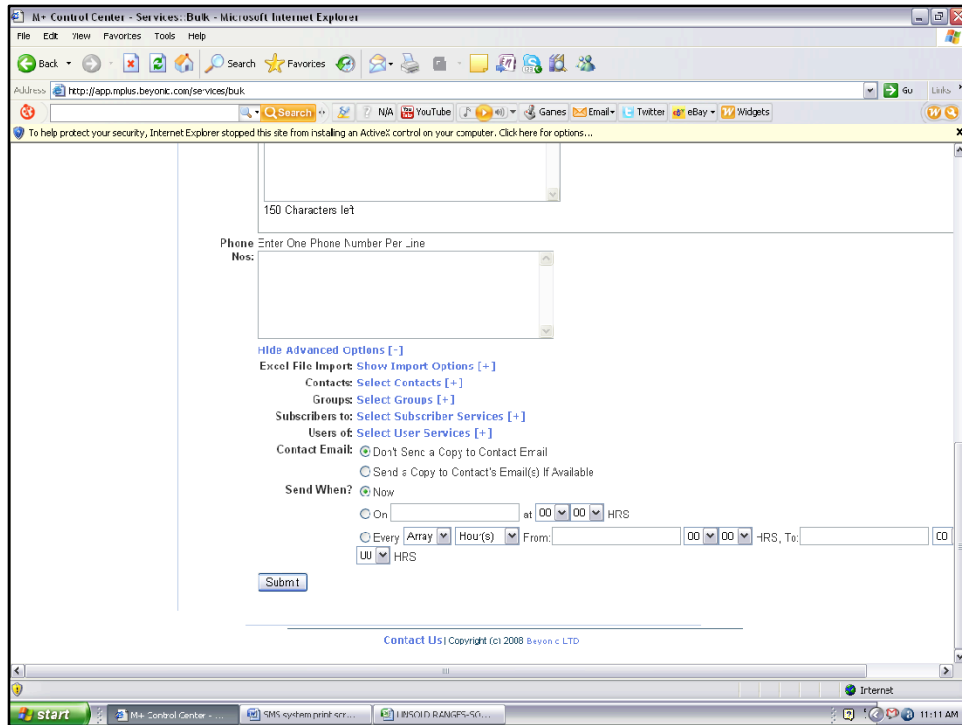 M+ Control Center - Services::Bulk - Microsoft Internet Explorer
File Edit View Favorites Tools Help
Back Search Favorites
Address http://app.mplus.beyonic.com/services/bulk Go Links
Search N/A YouTube Games Email Twitter eBay Widgets
To help protect your security, Internet Explorer stopped this site from installing an ActiveX control on your computer. Click here for options...
150 Characters left
Phone Nos: Enter One Phone Number Per Line
Hide Advanced Options [-]
Excel File Import: Show Import Options [+]
Contacts: Select Contacts [+]
Groups: Select Groups [+]
Subscribers to: Select Subscriber Services [+]
Users of: Select User Services [+]
Contact Email: Don't Send a Copy to Contact Email
Send a Copy to Contact's Email(s) If Available
Send When? Now
On at 00 00 HRS
Every Array Hour(s) From: 00 00 HRS, To: 00
00 HRS
Submit
Contact Us | Copyright (c) 2008 Beyonic LTD
Internet
start M+ Control Center - ... SMS system print scr... UNSOLD RANGES-SO... 11:11 AM